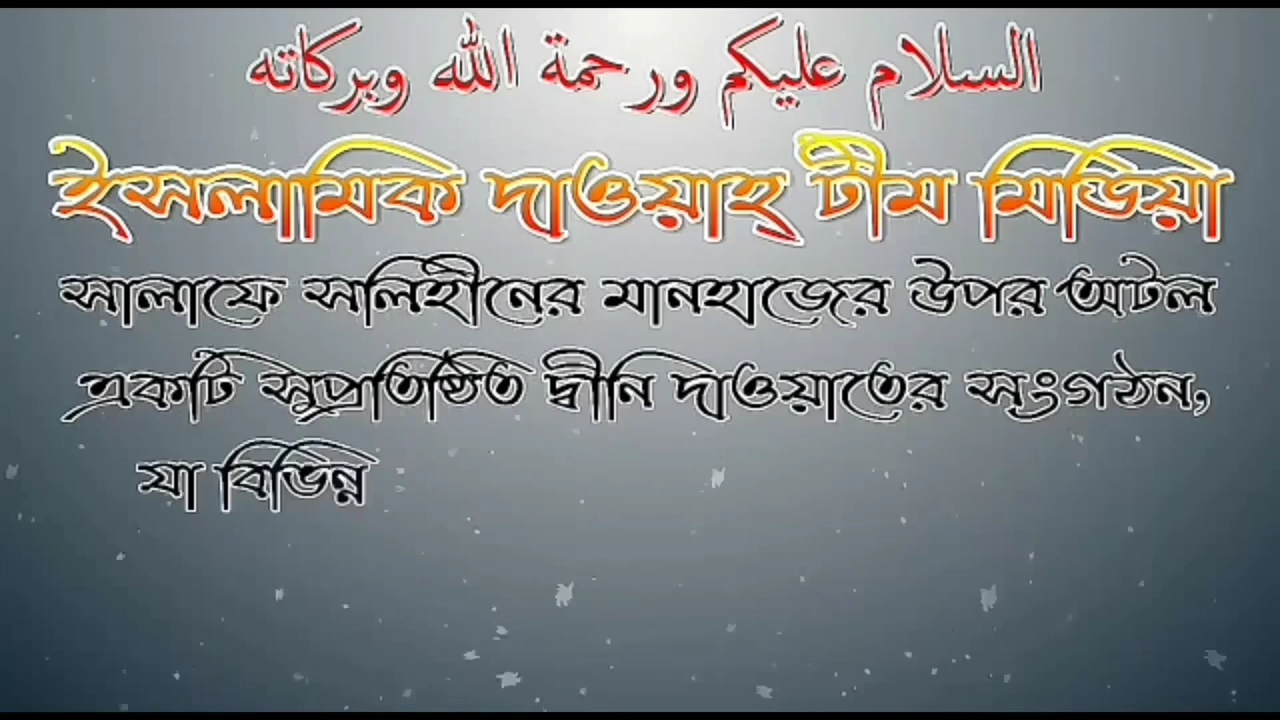 السلام عليكم ورحمة الله وبركاته
ইসলামিক দাওয়াহ্ টীম মিডিয়া
সালাফে সলিহীনের মানহাজের উপর অটল
একটি সুপ্রতিষ্ঠিত দ্বীনি দাওয়াতের সংগঠন,
যা বিভিন্ন